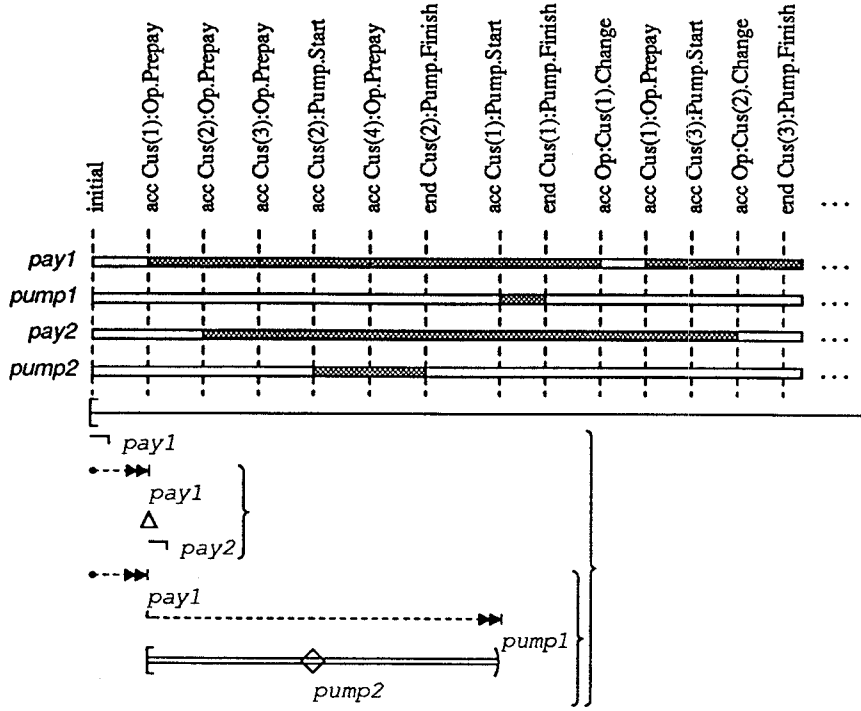 initial
acc Cus(1):Op.Prepay
acc Cus(2):Op.Prepay
acc Cus(3):Op.Prepay
acc Cus(2):Pump.Start
acc Cus(4):Op.Prepay
end Cus(2):Pump.Finish
acc Cus(1):Pump.Start
end Cus(1):Pump.Finish
acc Op:Cus(1).Change
acc Cus(1):Op.Prepay
acc Cus(3):Pump.Start
acc Op:Cus(2).Change
end Cus(3):Pump.Finish
...
pay1 ...
pump1 ...
pay2 ...
pump2 ...
pay1
pay1
pay2
pay1
pump1
pump2